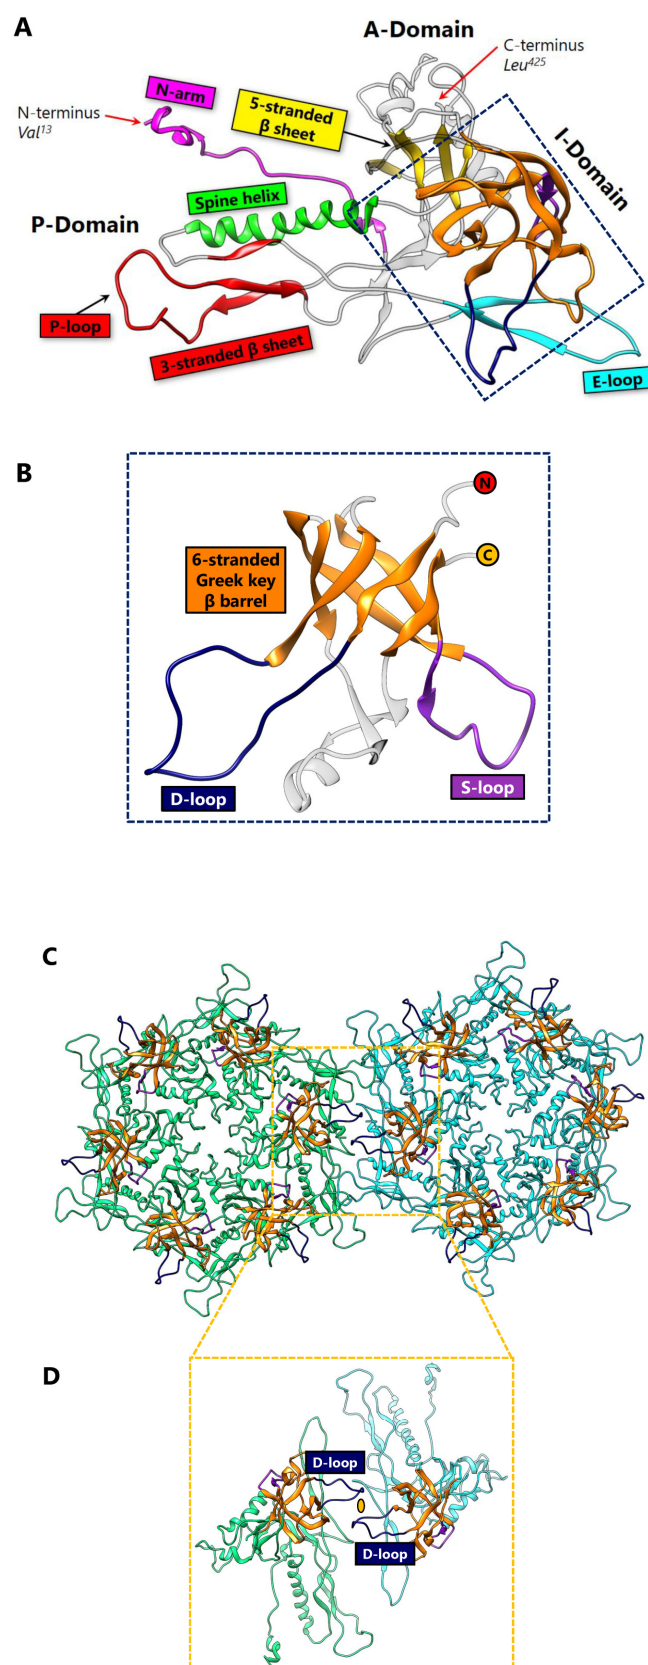 A
A-Domain
C-terminus
Leu⁴²⁵
N-arm
5-stranded
β sheet
N-terminus
Val¹³
I-Domain
Spine helix
P-Domain
P-loop
3-stranded β sheet
E-loop
B
N
C
6-stranded
Greek key
β barrel
D-loop
S-loop
C
D
D-loop
D-loop